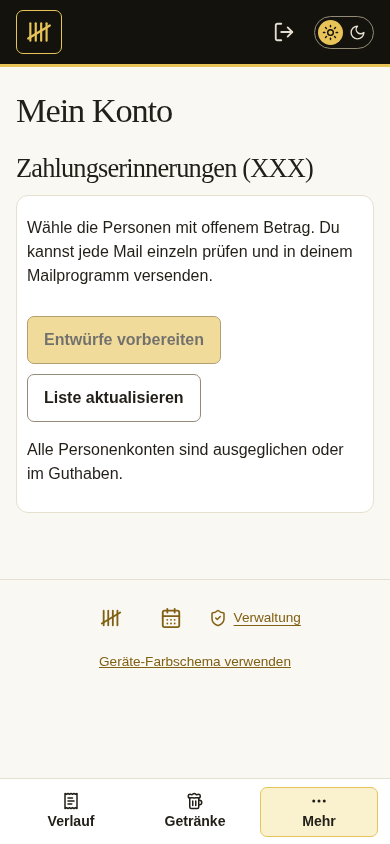 Mein Konto
Zahlungserinnerungen (XXX)
Wähle die Personen mit offenem Betrag. Du
kannst jede Mail einzeln prüfen und in deinem
Mailprogramm versenden.
Entwürfe vorbereiten
Liste aktualisieren
Alle Personenkonten sind ausgeglichen oder
im Guthaben.
Verwaltung
Geräte-Farbschema verwenden
Verlauf
Getränke
Mehr